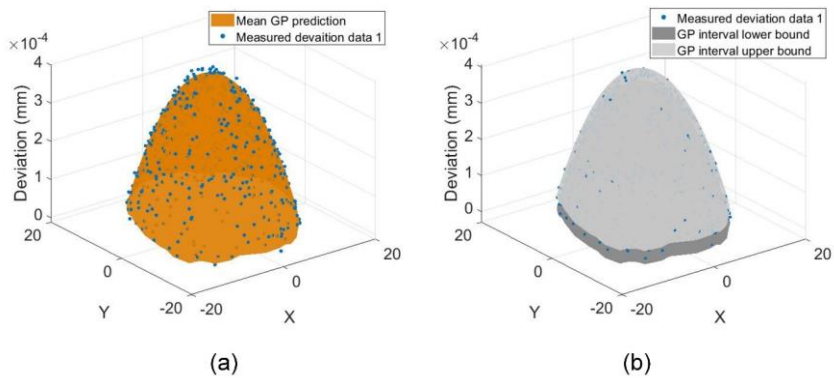 Mean GP prediction
Measured devaition data 1
×10-4
4
3
2
1
0
Deviation (mm)
20
0
-20
Y
-20
0
20
X
(a)
Measured deviation data 1
GP interval lower bound
GP interval upper bound
×10-4
4
3
2
1
0
Deviation (mm)
20
0
-20
Y
-20
0
20
X
(b)